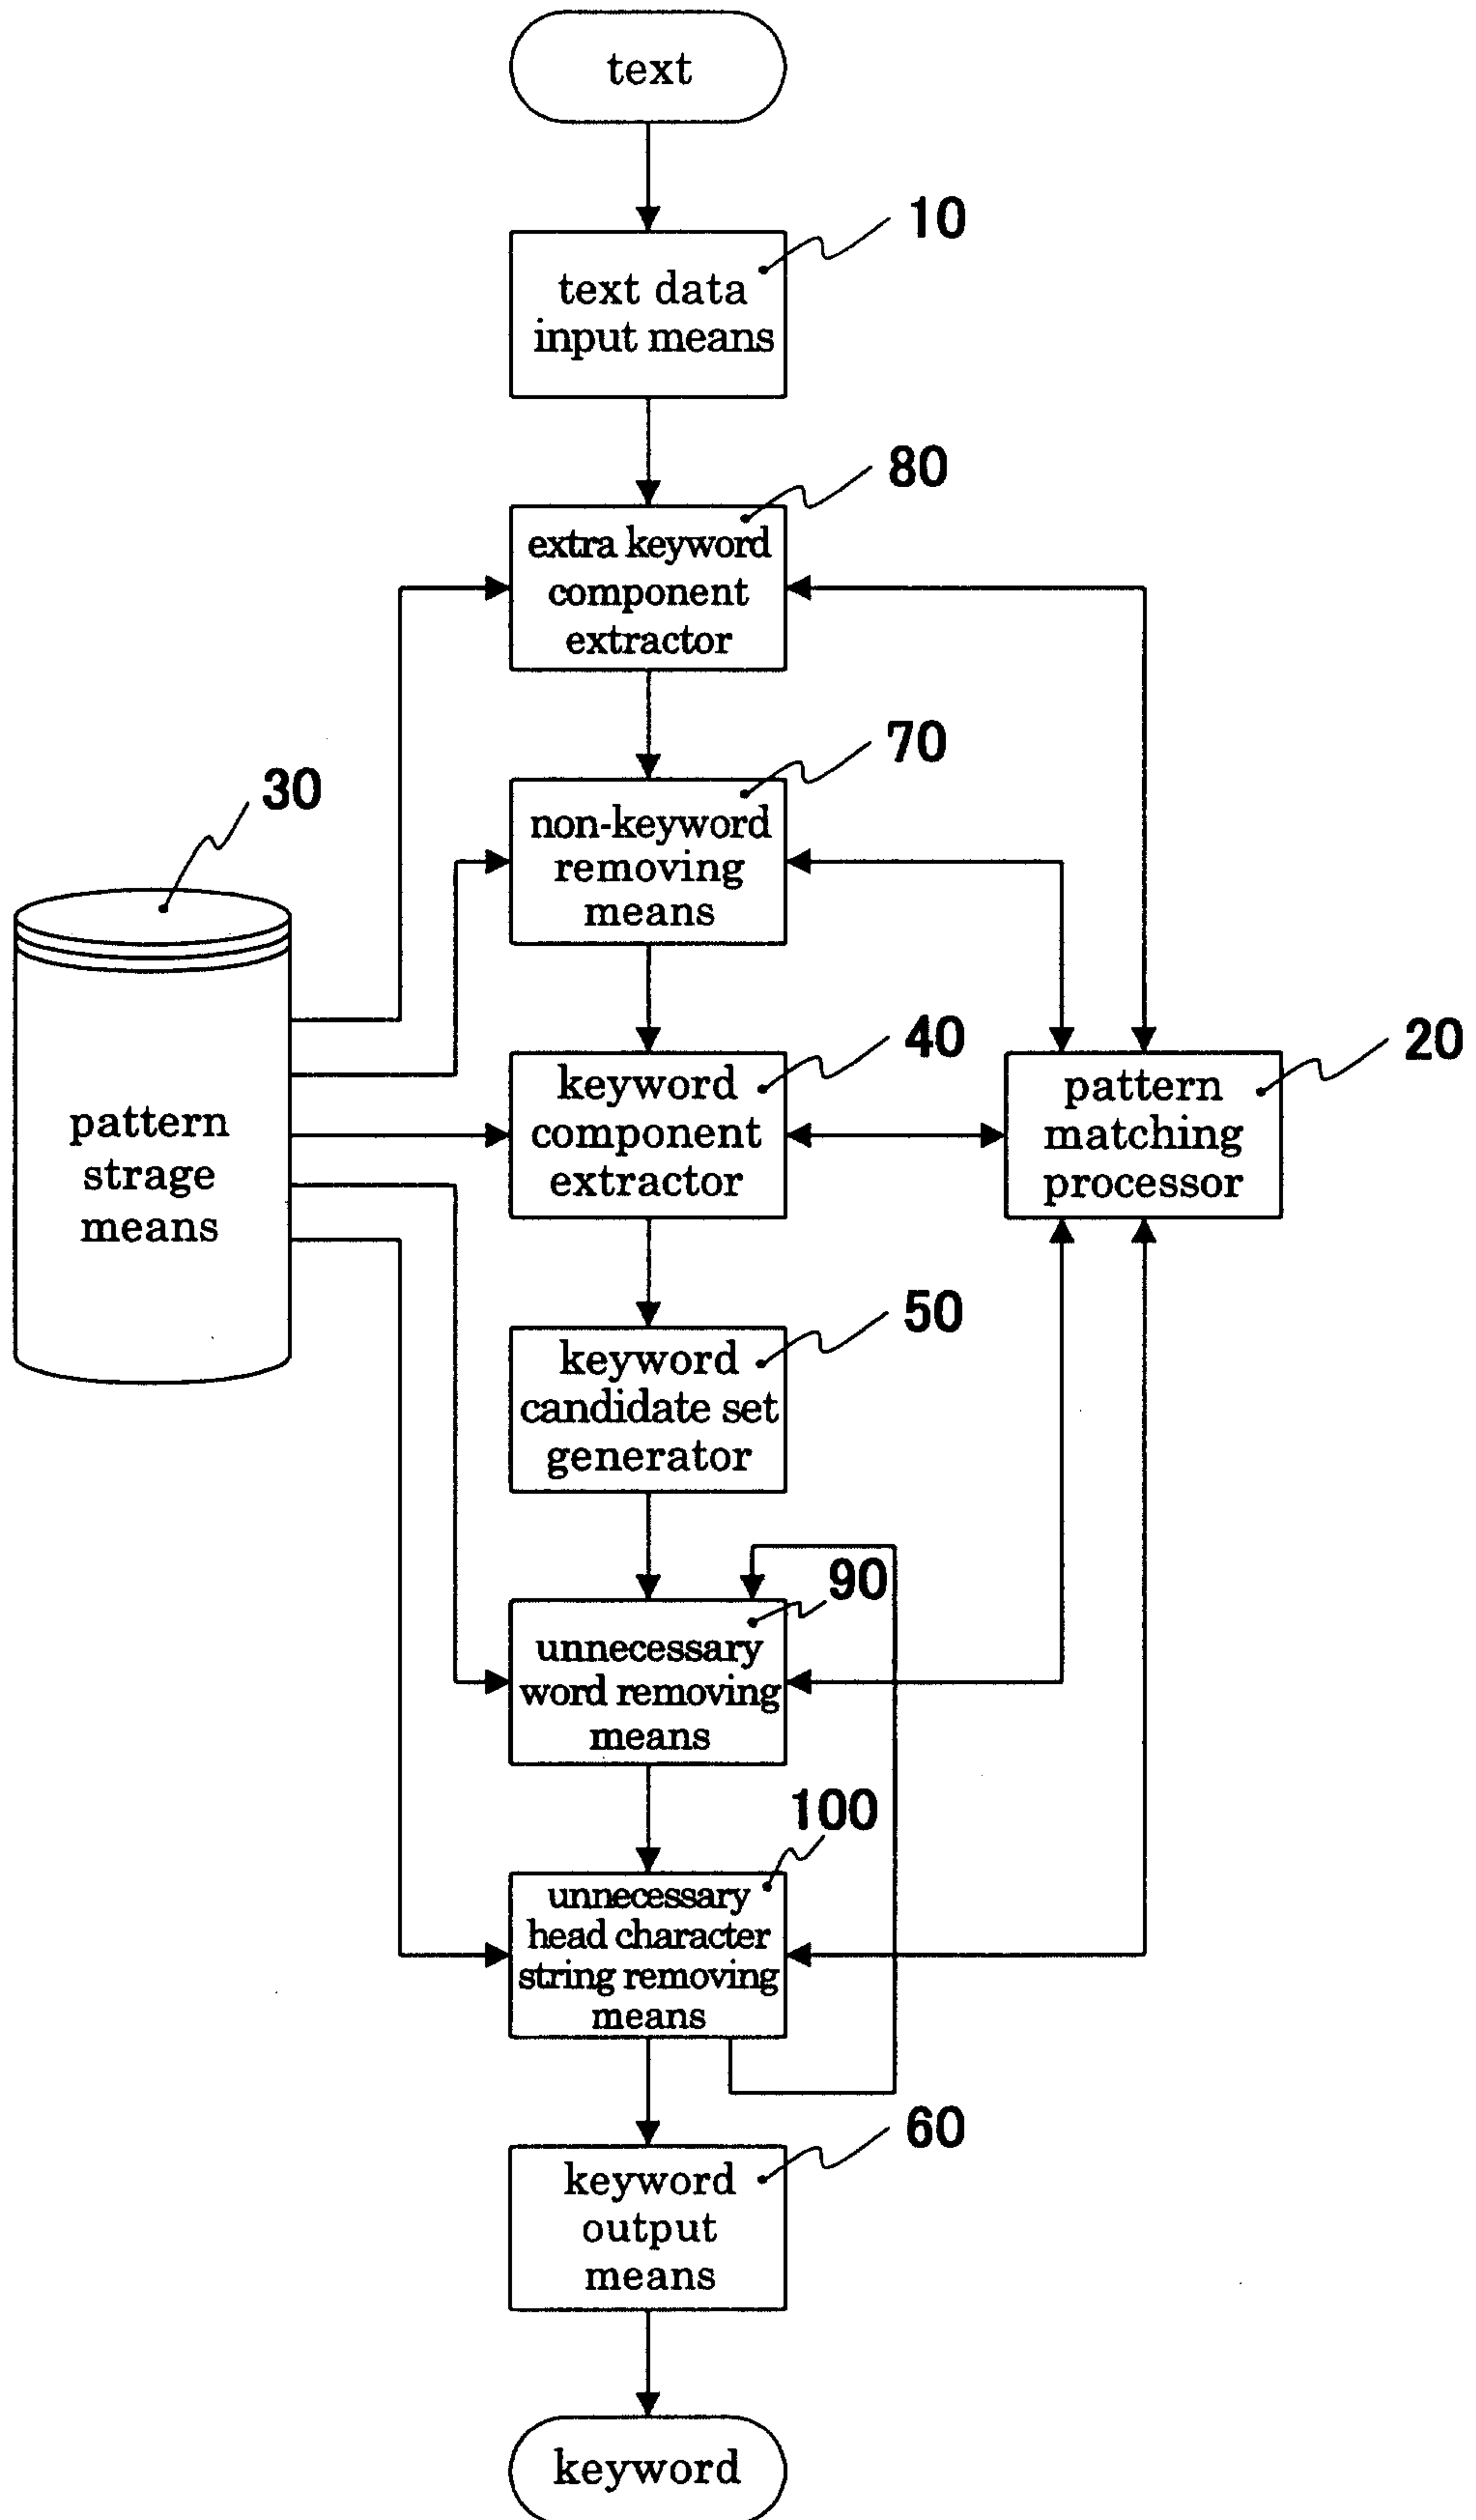 text
10
text data
input means
80
extra keyword
component
extractor
70
non-keyword
removing
means
30
pattern
strage
means
40
keyword
component
extractor
20
pattern
matching
processor
50
keyword
candidate set
generator
90
unnecessary
word removing
means
100
unnecessary
head character
string removing
means
60
keyword
output
means
keyword